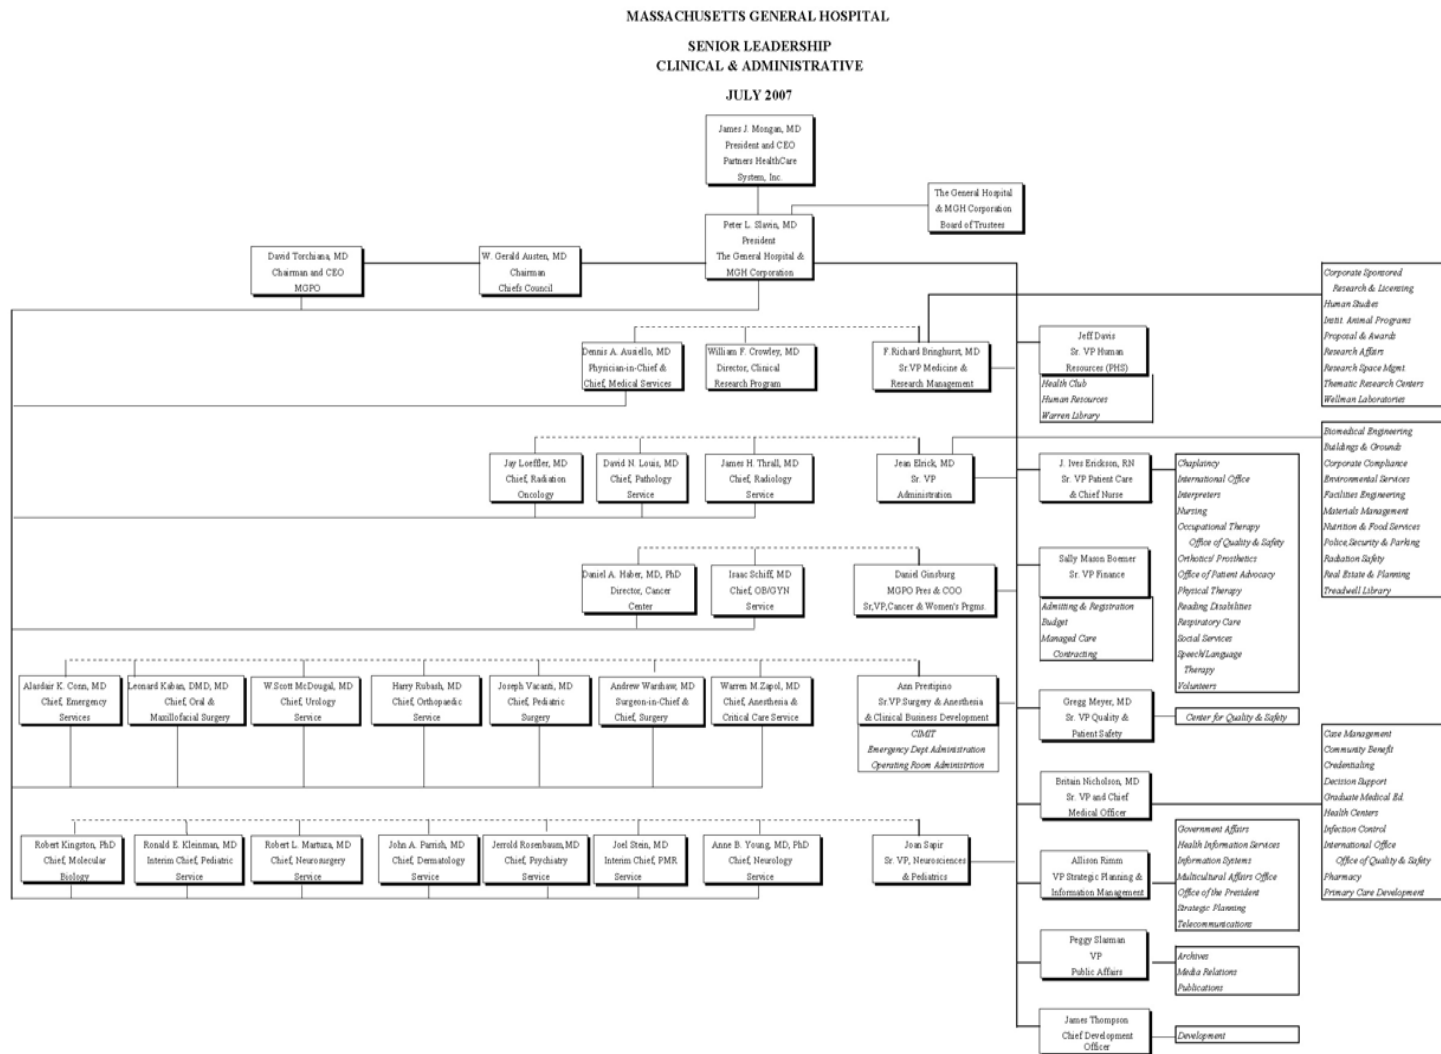 MASSACHUSETTS GENERAL HOSPITAL
SENIOR LEADERSHIP
CLINICAL & ADMINISTRATIVE
JULY 2007
James J. Mongan, MD
President and CEO
Partners HealthCare
System, Inc.
The General Hospital
& MGH Corporation
Board of Trustees
Peter L. Slavin, MD
President
The General Hospital &
MGH Corporation
David Torchiana, MD
Chairman and CEO
MGPO
W. Gerald Austen, MD
Chairman
Chiefs Council
Corporate Sponsored
Research & Licensing
Human Studies
Instit. Animal Programs
Proposal & Awards
Research Affairs
Research Space Mgmt.
Thematic Research Centers
Wellman Laboratories
Dennis A. Ausiello, MD
Physician-in-Chief &
Chief, Medical Services
William F. Crowley, MD
Director, Clinical
Research Program
F.Richard Bringhurst, MD
Sr.VP Medicine &
Research Management
Jeff Davis
Sr. VP Human
Resources (PHS)
Health Club
Human Resources
Warren Library
Biomedical Engineering
Buildings & Grounds
Corporate Compliance
Environmental Services
Facilities Engineering
Materials Management
Nutrition & Food Services
Police,Security & Parking
Radiation Safety
Real Estate & Planning
Treadwell Library
Jay Loeffler, MD
Chief, Radiation
Oncology
David N. Louis, MD
Chief, Pathology
Service
James H. Thrall, MD
Chief, Radiology
Service
Jean Elrick, MD
Sr. VP
Administration
J. Ives Erickson, RN
Sr. VP Patient Care
& Chief Nurse
Chaplaincy
International Office
Interpreters
Nursing
Occupational Therapy
Office of Quality & Safety
Orthotics/ Prosthetics
Office of Patient Advocacy
Physical Therapy
Reading Disabilities
Respiratory Care
Social Services
Speech/Language
Therapy
Volunteers
Daniel A. Haber, MD, PhD
Director, Cancer
Center
Isaac Schiff, MD
Chief, OB/GYN
Service
Daniel Ginsburg
MGPO Pres & COO
Sr,VP,Cancer & Women's Prgms.
Sally Mason Boemer
Sr. VP Finance
Admitting & Registration
Budget
Managed Care
Contracting
Alasdair K. Conn, MD
Chief, Emergency
Services
Leonard Kaban, DMD, MD
Chief, Oral &
Maxillofacial Surgery
W.Scott McDougal, MD
Chief, Urology
Service
Harry Rubash, MD
Chief, Orthopaedic
Service
Joseph Vacanti, MD
Chief, Pediatric
Surgery
Andrew Warshaw, MD
Surgeon-in-Chief &
Chief, Surgery
Warren M.Zapol, MD
Chief, Anesthesia &
Critical Care Service
Ann Prestipino
Sr.VP Surgery & Anesthesia
& Clinical Business Development
CIMIT
Emergency Dept Administration
Operating Room Administrtion
Gregg Meyer, MD
Sr. VP Quality &
Patient Safety
Center for Quality & Safety
Britain Nicholson, MD
Sr. VP and Chief
Medical Officer
Case Management
Community Benefit
Credentialing
Decision Support
Graduate Medical Ed.
Health Centers
Infection Control
International Office
Office of Quality & Safety
Pharmacy
Primary Care Development
Robert Kingston, PhD
Chief, Molecular
Biology
Ronald E. Kleinman, MD
Interim Chief, Pediatric
Service
Robert L. Martuza, MD
Chief, Neurosurgery
Service
John A. Parrish, MD
Chief, Dermatology
Service
Jerrold Rosenbaum,MD
Chief, Psychiatry
Service
Joel Stein, MD
Interim Chief, PMR
Service
Anne B. Young, MD, PhD
Chief, Neurology
Service
Joan Sapir
Sr. VP, Neurosciences
& Pediatrics
Allison Rimm
VP Strategic Planning &
Information Management
Government Affairs
Health Information Services
Information Systems
Multicultural Affairs Office
Office of the President
Strategic Planning
Telecommunications
Peggy Slasman
VP
Public Affairs
Archives
Media Relations
Publications
James Thompson
Chief Development
Officer
Development